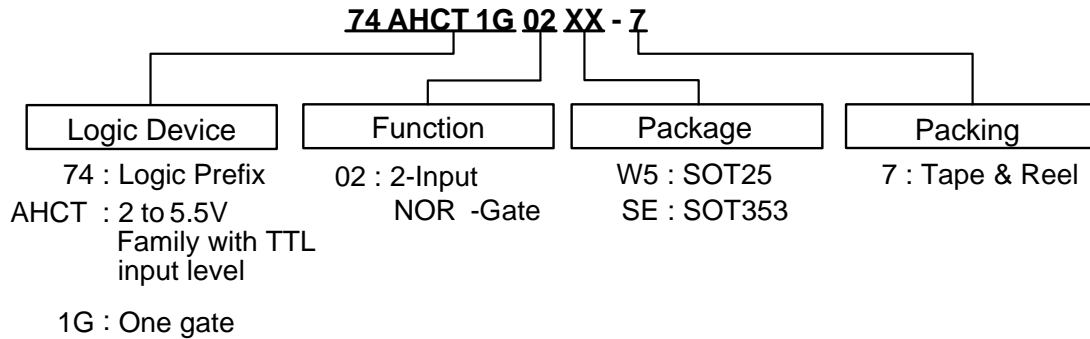 74 AHCT 1G 02 XX - 7
Logic Device
Function
Package
Packing
74 : Logic Prefix
AHCT : 2 to 5.5V
Family with TTL
input level
1G : One gate
02 : 2-Input
NOR -Gate
W5 : SOT25
SE : SOT353
7 : Tape & Reel